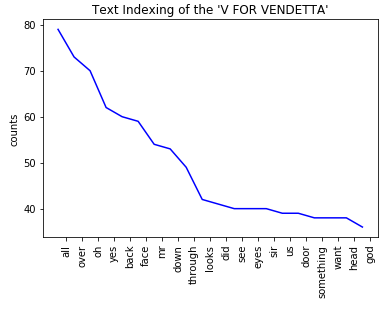 Text Indexing of the 'V FOR VENDETTA'
80
70
60
50
40
counts
all
over
oh
yes
back
face
mr
down
through
looks
did
see
eyes
sir
us
door
something
want
head
god